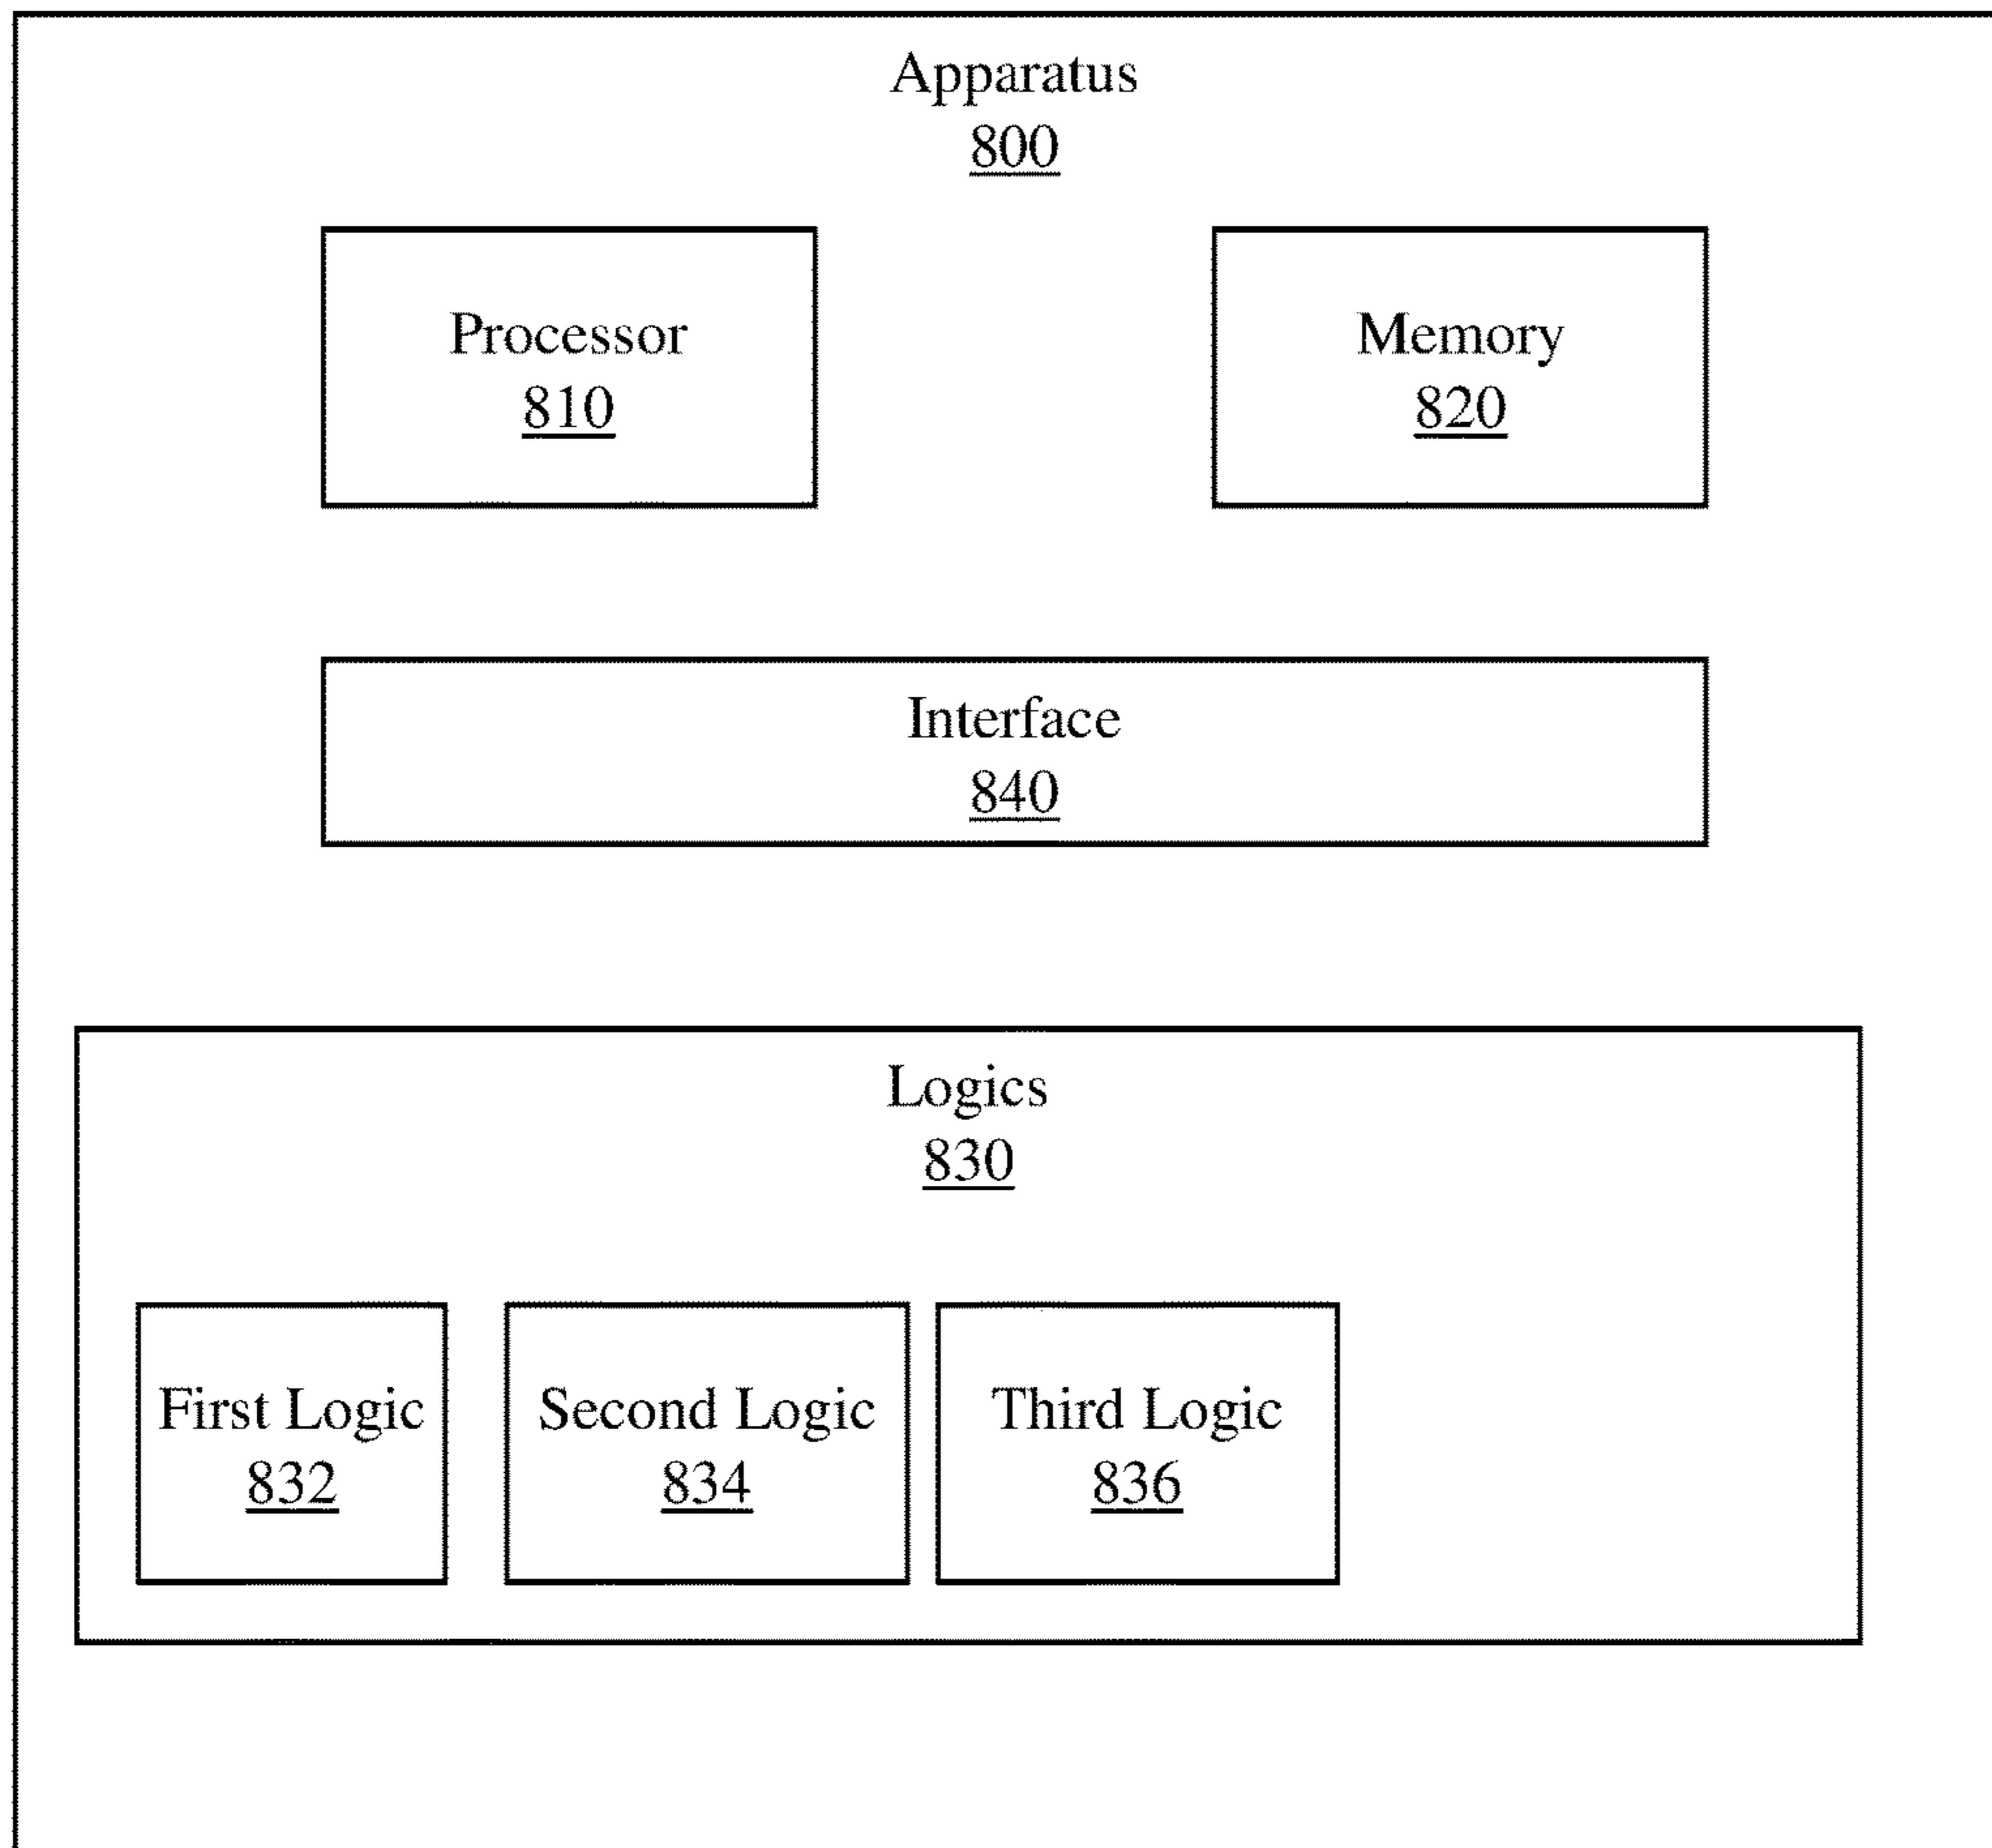 Apparatus
800
Processor
810
Memory
820
Interface
840
Logics
830
First Logic
832
Second Logic
834
Third Logic
836